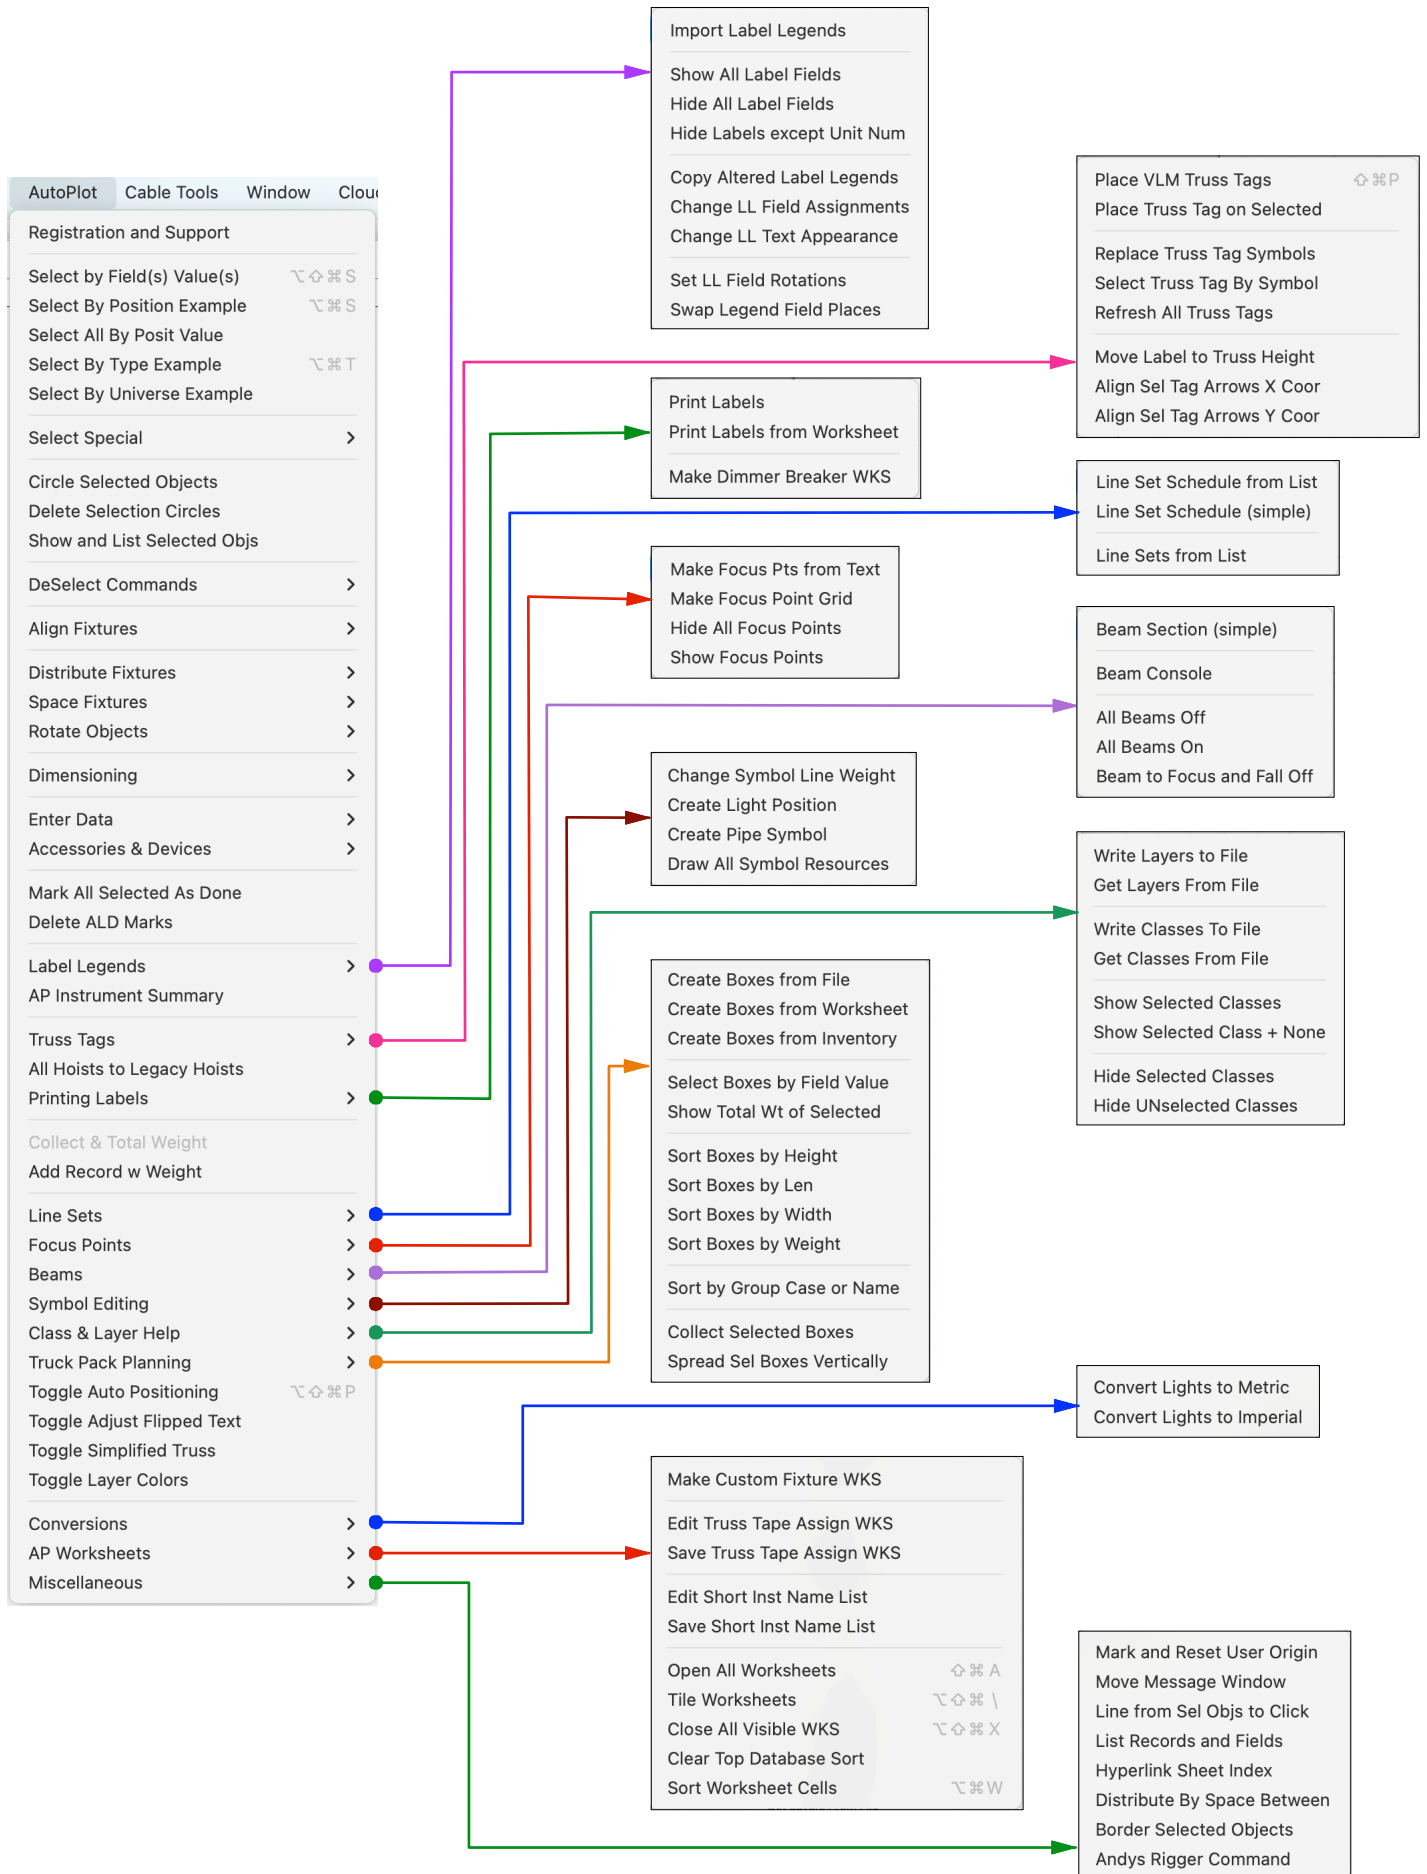 AutoPlot Cable Tools Window Clou
Registration and Support
Select by Field(s) Value(s) ⌥⇧⌘S
Select By Position Example ⌥⌘S
Select All By Posit Value
Select By Type Example ⌥⌘T
Select By Universe Example
Select Special
Circle Selected Objects
Delete Selection Circles
Show and List Selected Objs
DeSelect Commands
Align Fixtures
Distribute Fixtures
Space Fixtures
Rotate Objects
Dimensioning
Enter Data
Accessories & Devices
Mark All Selected As Done
Delete ALD Marks
Label Legends
AP Instrument Summary
Truss Tags
All Hoists to Legacy Hoists
Printing Labels
Collect & Total Weight
Add Record w Weight
Line Sets
Focus Points
Beams
Symbol Editing
Class & Layer Help
Truck Pack Planning
Toggle Auto Positioning ⌥⇧⌘P
Toggle Adjust Flipped Text
Toggle Simplified Truss
Toggle Layer Colors
Conversions
AP Worksheets
Miscellaneous
Import Label Legends
Show All Label Fields
Hide All Label Fields
Hide Labels except Unit Num
Copy Altered Label Legends
Change LL Field Assignments
Change LL Text Appearance
Set LL Field Rotations
Swap Legend Field Places
Print Labels
Print Labels from Worksheet
Make Dimmer Breaker WKS
Make Focus Pts from Text
Make Focus Point Grid
Hide All Focus Points
Show Focus Points
Change Symbol Line Weight
Create Light Position
Create Pipe Symbol
Draw All Symbol Resources
Create Boxes from File
Create Boxes from Worksheet
Create Boxes from Inventory
Select Boxes by Field Value
Show Total Wt of Selected
Sort Boxes by Height
Sort Boxes by Len
Sort Boxes by Width
Sort Boxes by Weight
Sort by Group Case or Name
Collect Selected Boxes
Spread Sel Boxes Vertically
Make Custom Fixture WKS
Edit Truss Tape Assign WKS
Save Truss Tape Assign WKS
Edit Short Inst Name List
Save Short Inst Name List
Open All Worksheets ⇧⌘A
Tile Worksheets ⌥⇧⌘\
Close All Visible WKS ⌥⇧⌘X
Clear Top Database Sort
Sort Worksheet Cells ⌥⌘W
Place VLM Truss Tags ⇧⌘P
Place Truss Tag on Selected
Replace Truss Tag Symbols
Select Truss Tag By Symbol
Refresh All Truss Tags
Move Label to Truss Height
Align Sel Tag Arrows X Coor
Align Sel Tag Arrows Y Coor
Line Set Schedule from List
Line Set Schedule (simple)
Line Sets from List
Beam Section (simple)
Beam Console
All Beams Off
All Beams On
Beam to Focus and Fall Off
Write Layers to File
Get Layers From File
Write Classes To File
Get Classes From File
Show Selected Classes
Show Selected Class + None
Hide Selected Classes
Hide UNselected Classes
Convert Lights to Metric
Convert Lights to Imperial
Mark and Reset User Origin
Move Message Window
Line from Sel Objs to Click
List Records and Fields
Hyperlink Sheet Index
Distribute By Space Between
Border Selected Objects
Andys Rigger Command